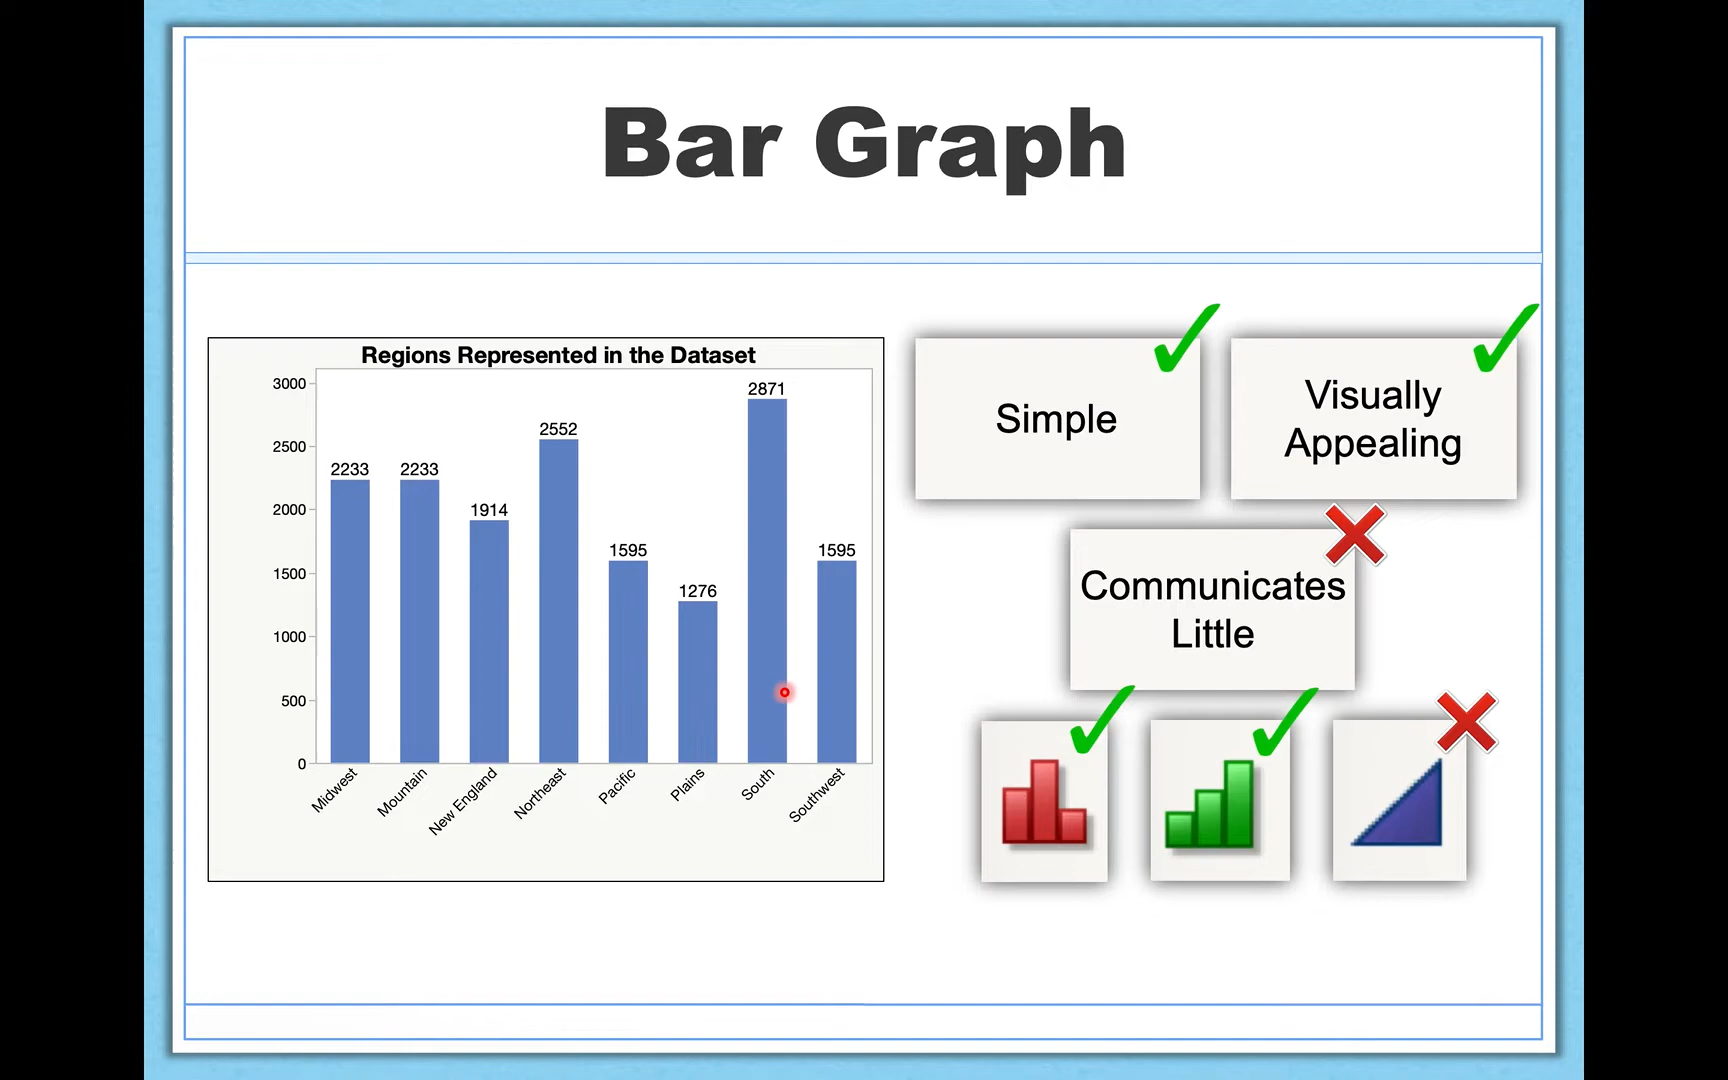 Bar Graph
Regions Represented in the Dataset
3000
2500
2000
1500
1000
500
0
2233
2233
1914
2552
1595
1276
2871
1595
Midwest
Mountain
New England
Northeast
Pacific
Plains
South
Southwest
Simple
Visually
Appealing
Communicates
Little